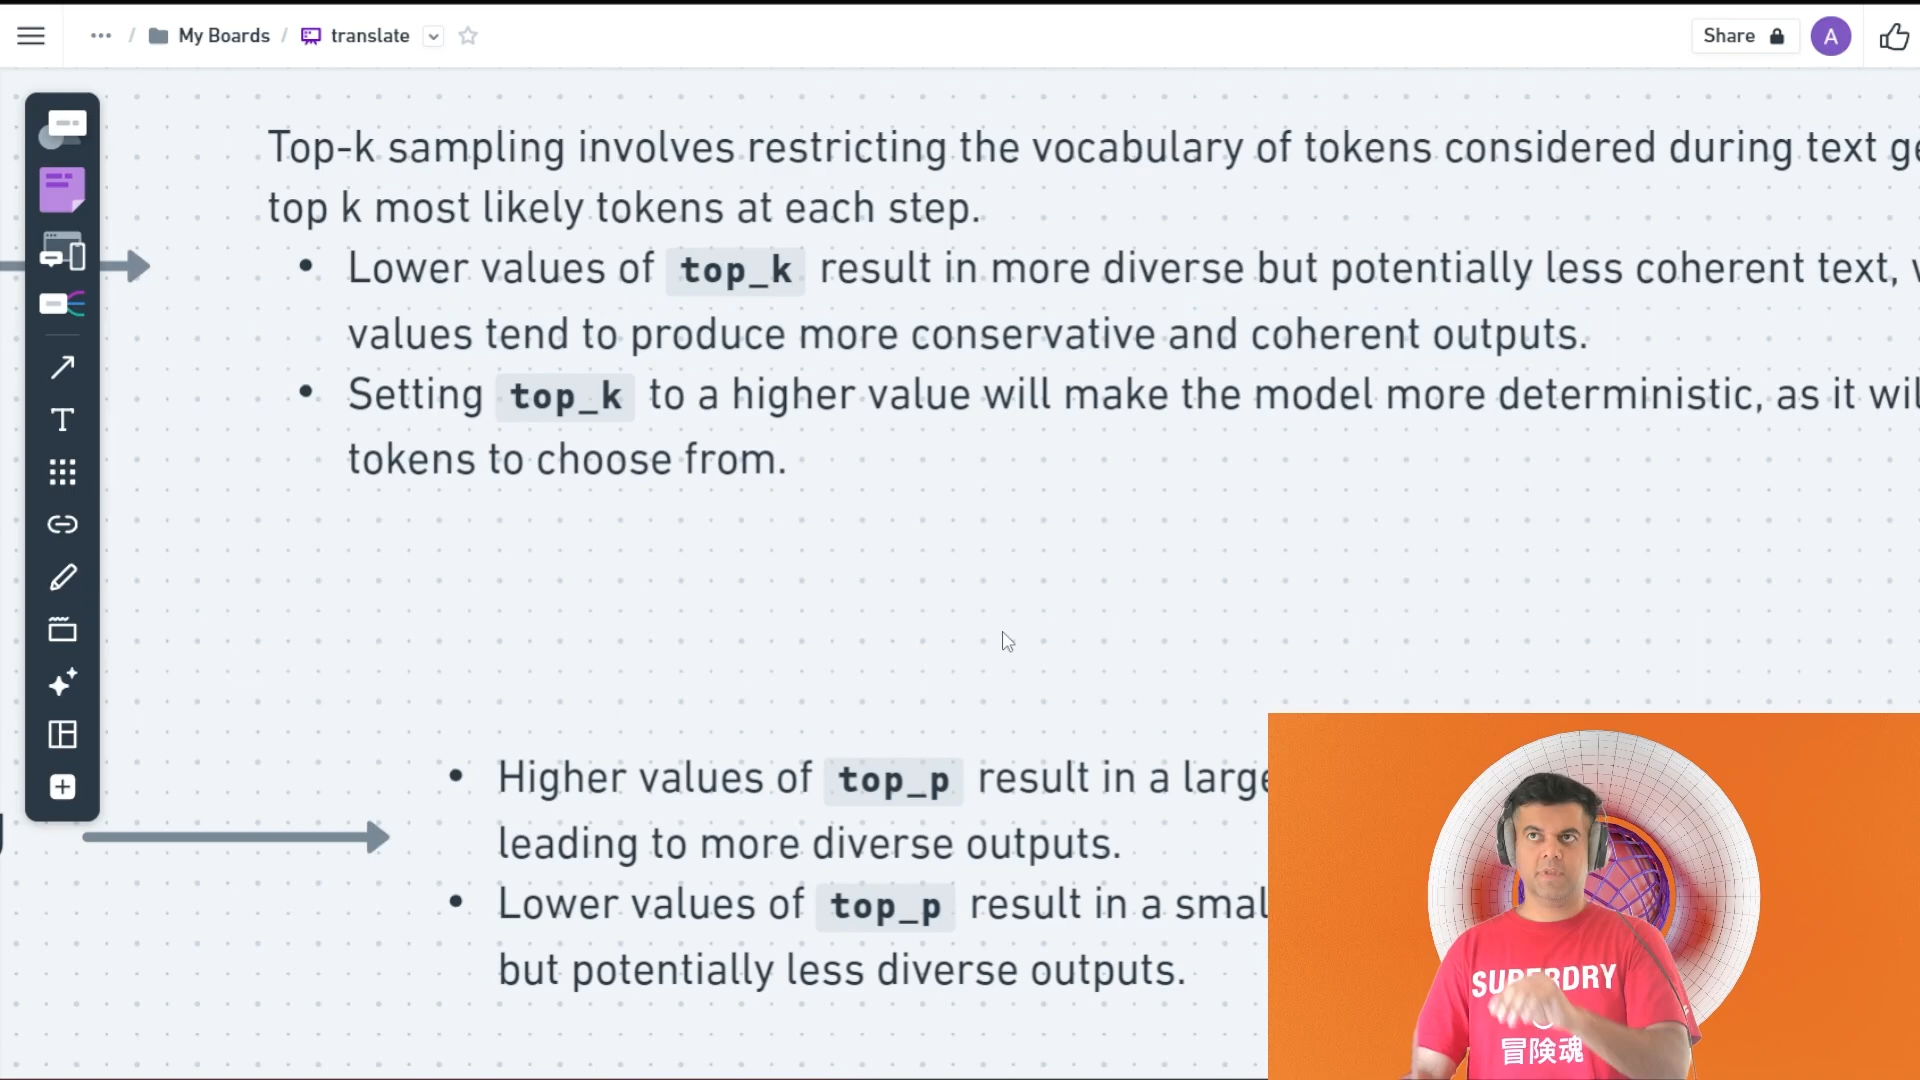 My Boards / translate
Share
A
Top-k sampling involves restricting the vocabulary of tokens considered during text
top k most likely tokens at each step.
• Lower values of top_k result in more diverse but potentially less coherent text,
values tend to produce more conservative and coherent outputs.
• Setting top_k to a higher value will make the model more deterministic, as it
tokens to choose from.
• Higher values of top_p result in a
leading to more diverse outputs.
• Lower values of top_p result in a
but potentially less diverse outputs.
SUPERDRY
冒険魂